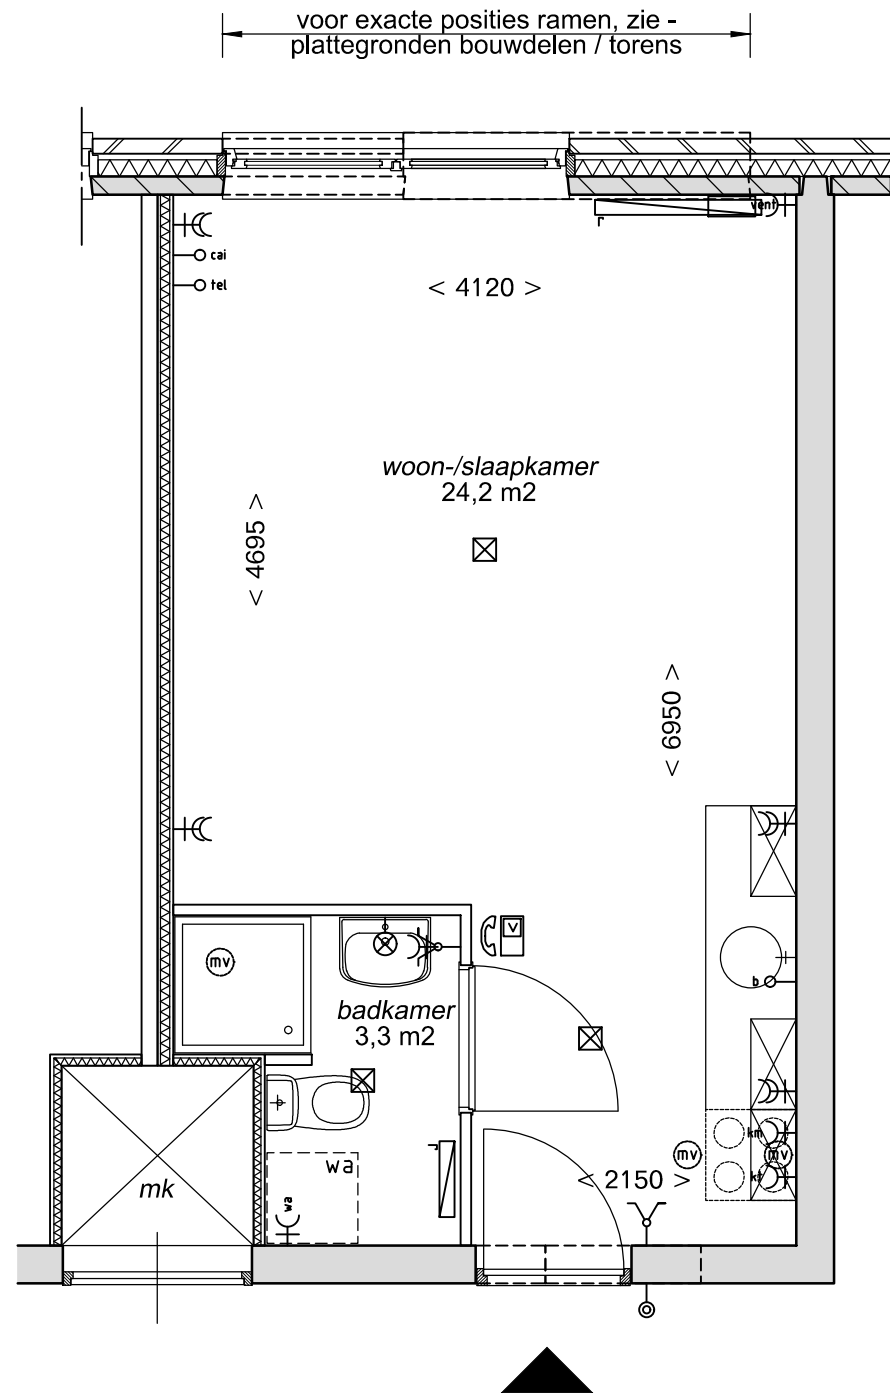 voor exacte posities ramen, zie -
plattegronden bouwdelen / torens
vent
cai
tel
< 4120 >
woon-/slaapkamer
24,2 m2
< 4695 >
< 6950 >
mv
b
badkamer
3,3 m2
km
mv
mv
wa
< 2150 >
mk
wa